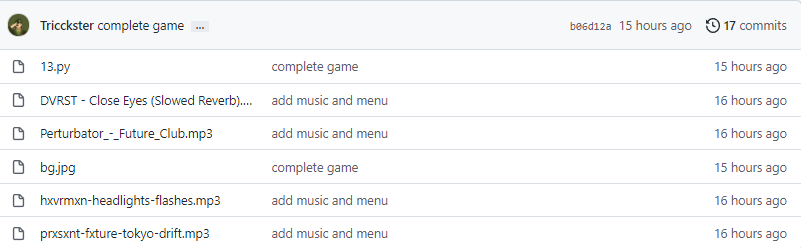 Tricckster complete game ... b06d12a 15 hours ago 17 commits
13.py complete game 15 hours ago
DVRST - Close Eyes (Slowed Reverb).... add music and menu 16 hours ago
Perturbator_-_Future_Club.mp3 add music and menu 16 hours ago
bg.jpg complete game 15 hours ago
hxvrmxn-headlights-flashes.mp3 add music and menu 16 hours ago
prxsxnt-fxture-tokyo-drift.mp3 add music and menu 16 hours ago